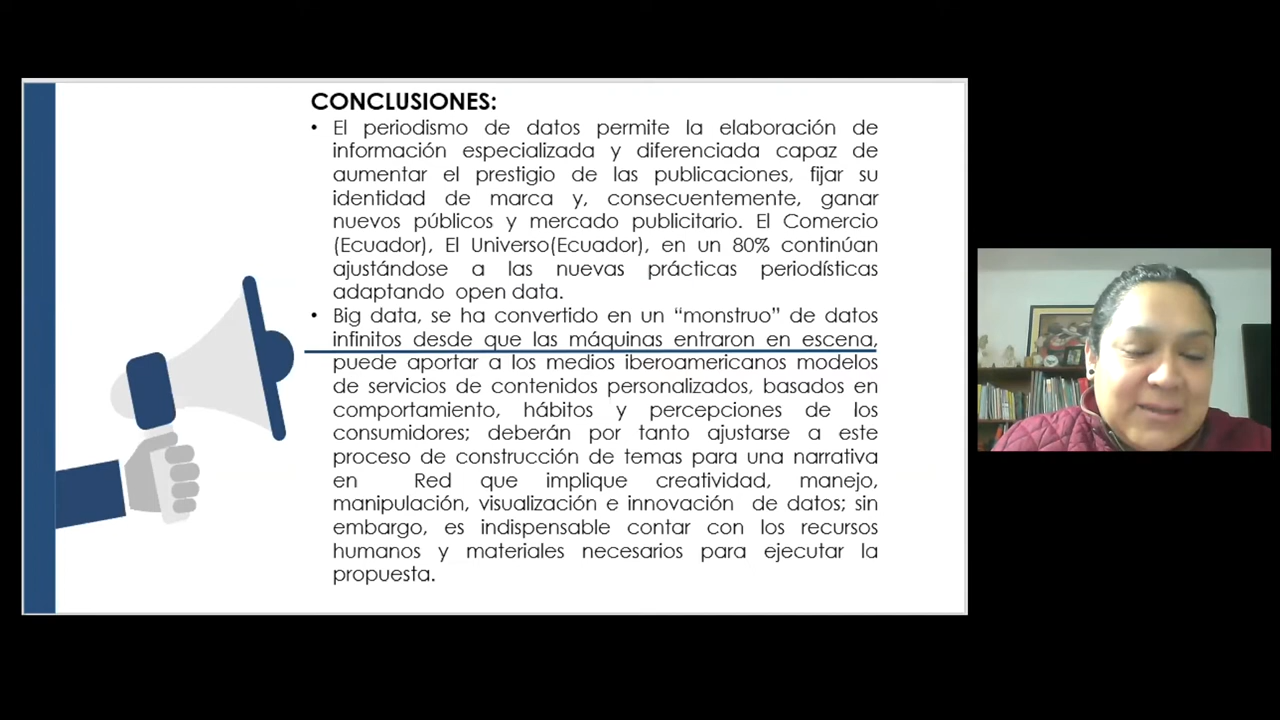 CONCLUSIONES:
• El periodismo de datos permite la elaboración de
información especializada y diferenciada capaz de
aumentar el prestigio de las publicaciones, fijar su
identidad de marca y, consecuentemente, ganar
nuevos públicos y mercado publicitario. El Comercio
(Ecuador), El Universo(Ecuador), en un 80% continúan
ajustándose a las nuevas prácticas periodísticas
adaptando open data.
• Big data, se ha convertido en un “monstruo” de datos
infinitos desde que las máquinas entraron en escena,
puede aportar a los medios iberoamericanos modelos
de servicios de contenidos personalizados, basados en
comportamiento, hábitos y percepciones de los
consumidores; deberán por tanto ajustarse a este
proceso de construcción de temas para una narrativa
en Red que implique creatividad, manejo,
manipulación, visualización e innovación de datos; sin
embargo, es indispensable contar con los recursos
humanos y materiales necesarios para ejecutar la
propuesta.